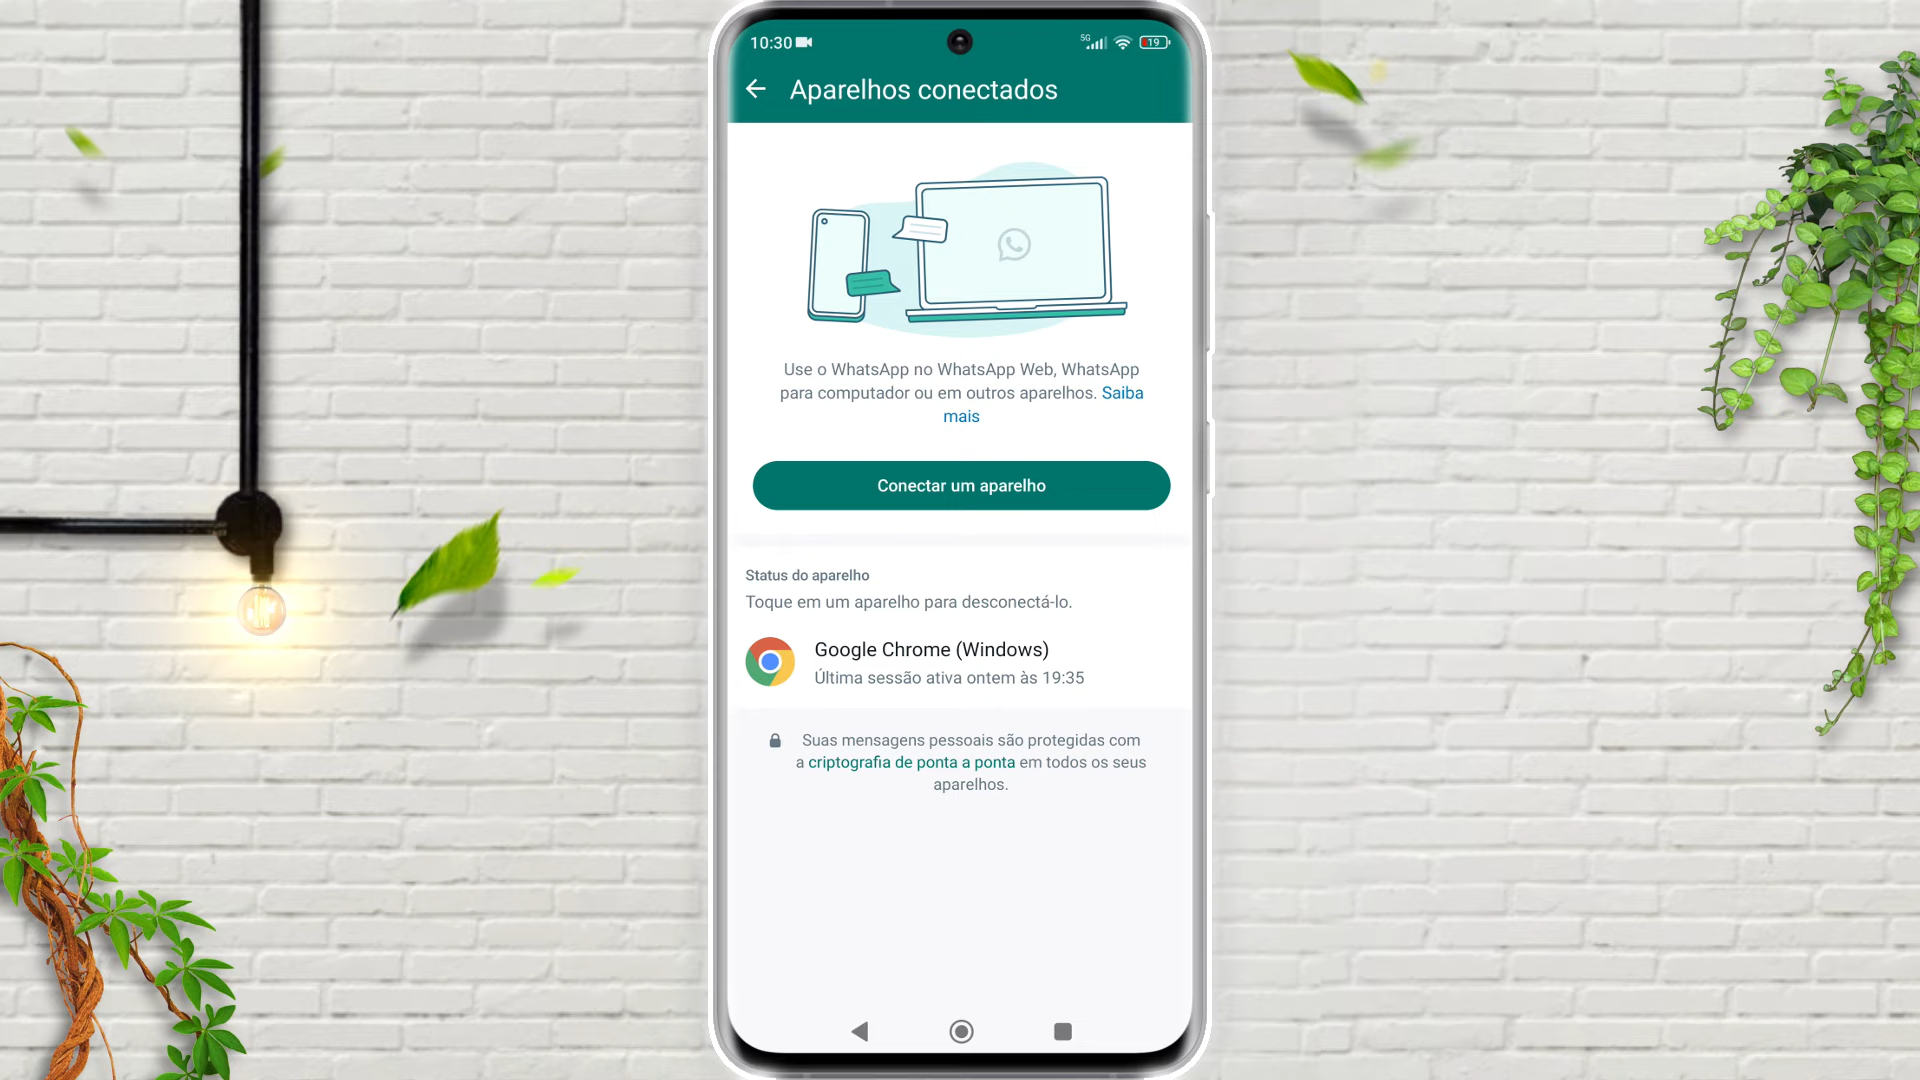 10:30
5G
19
Aparelhos conectados
Use o WhatsApp no WhatsApp Web, WhatsApp
para computador ou em outros aparelhos. Saiba
mais
Conectar um aparelho
Status do aparelho
Toque em um aparelho para desconectá-lo.
Google Chrome (Windows)
Última sessão ativa ontem às 19:35
Suas mensagens pessoais são protegidas com
a criptografia de ponta a ponta em todos os seus
aparelhos.